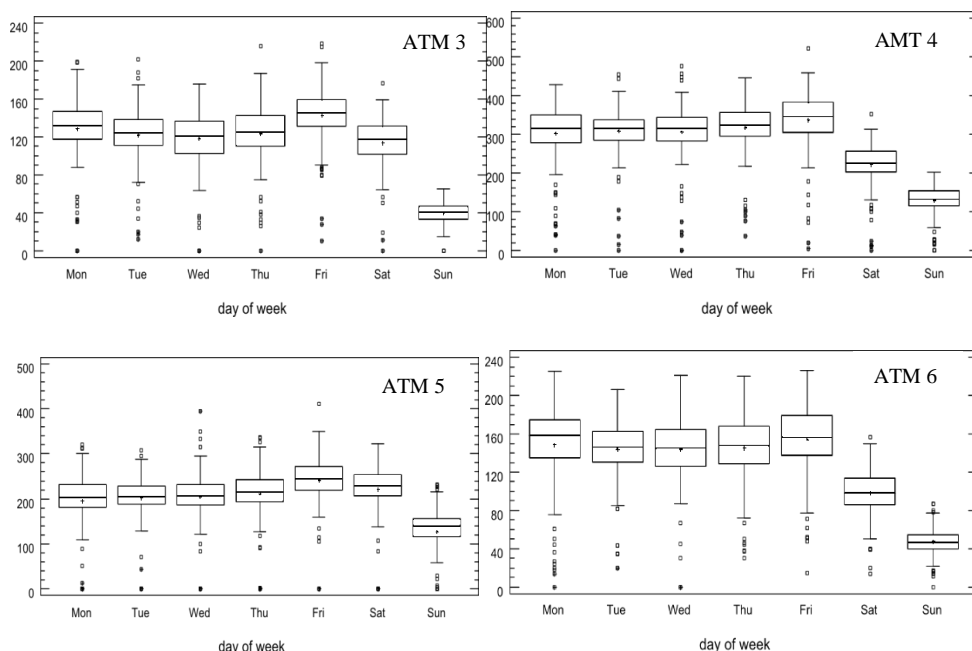 ATM 3
240
200
160
120
80
40
0
Mon Tue Wed Thu Fri Sat Sun
day of week
AMT 4
600
500
400
300
200
100
0
Mon Tue Wed Thu Fri Sat Sun
day of week
ATM 5
500
400
300
200
100
0
Mon Tue Wed Thu Fri Sat Sun
day of week
ATM 6
240
200
160
120
80
40
0
Mon Tue Wed Thu Fri Sat Sun
day of week